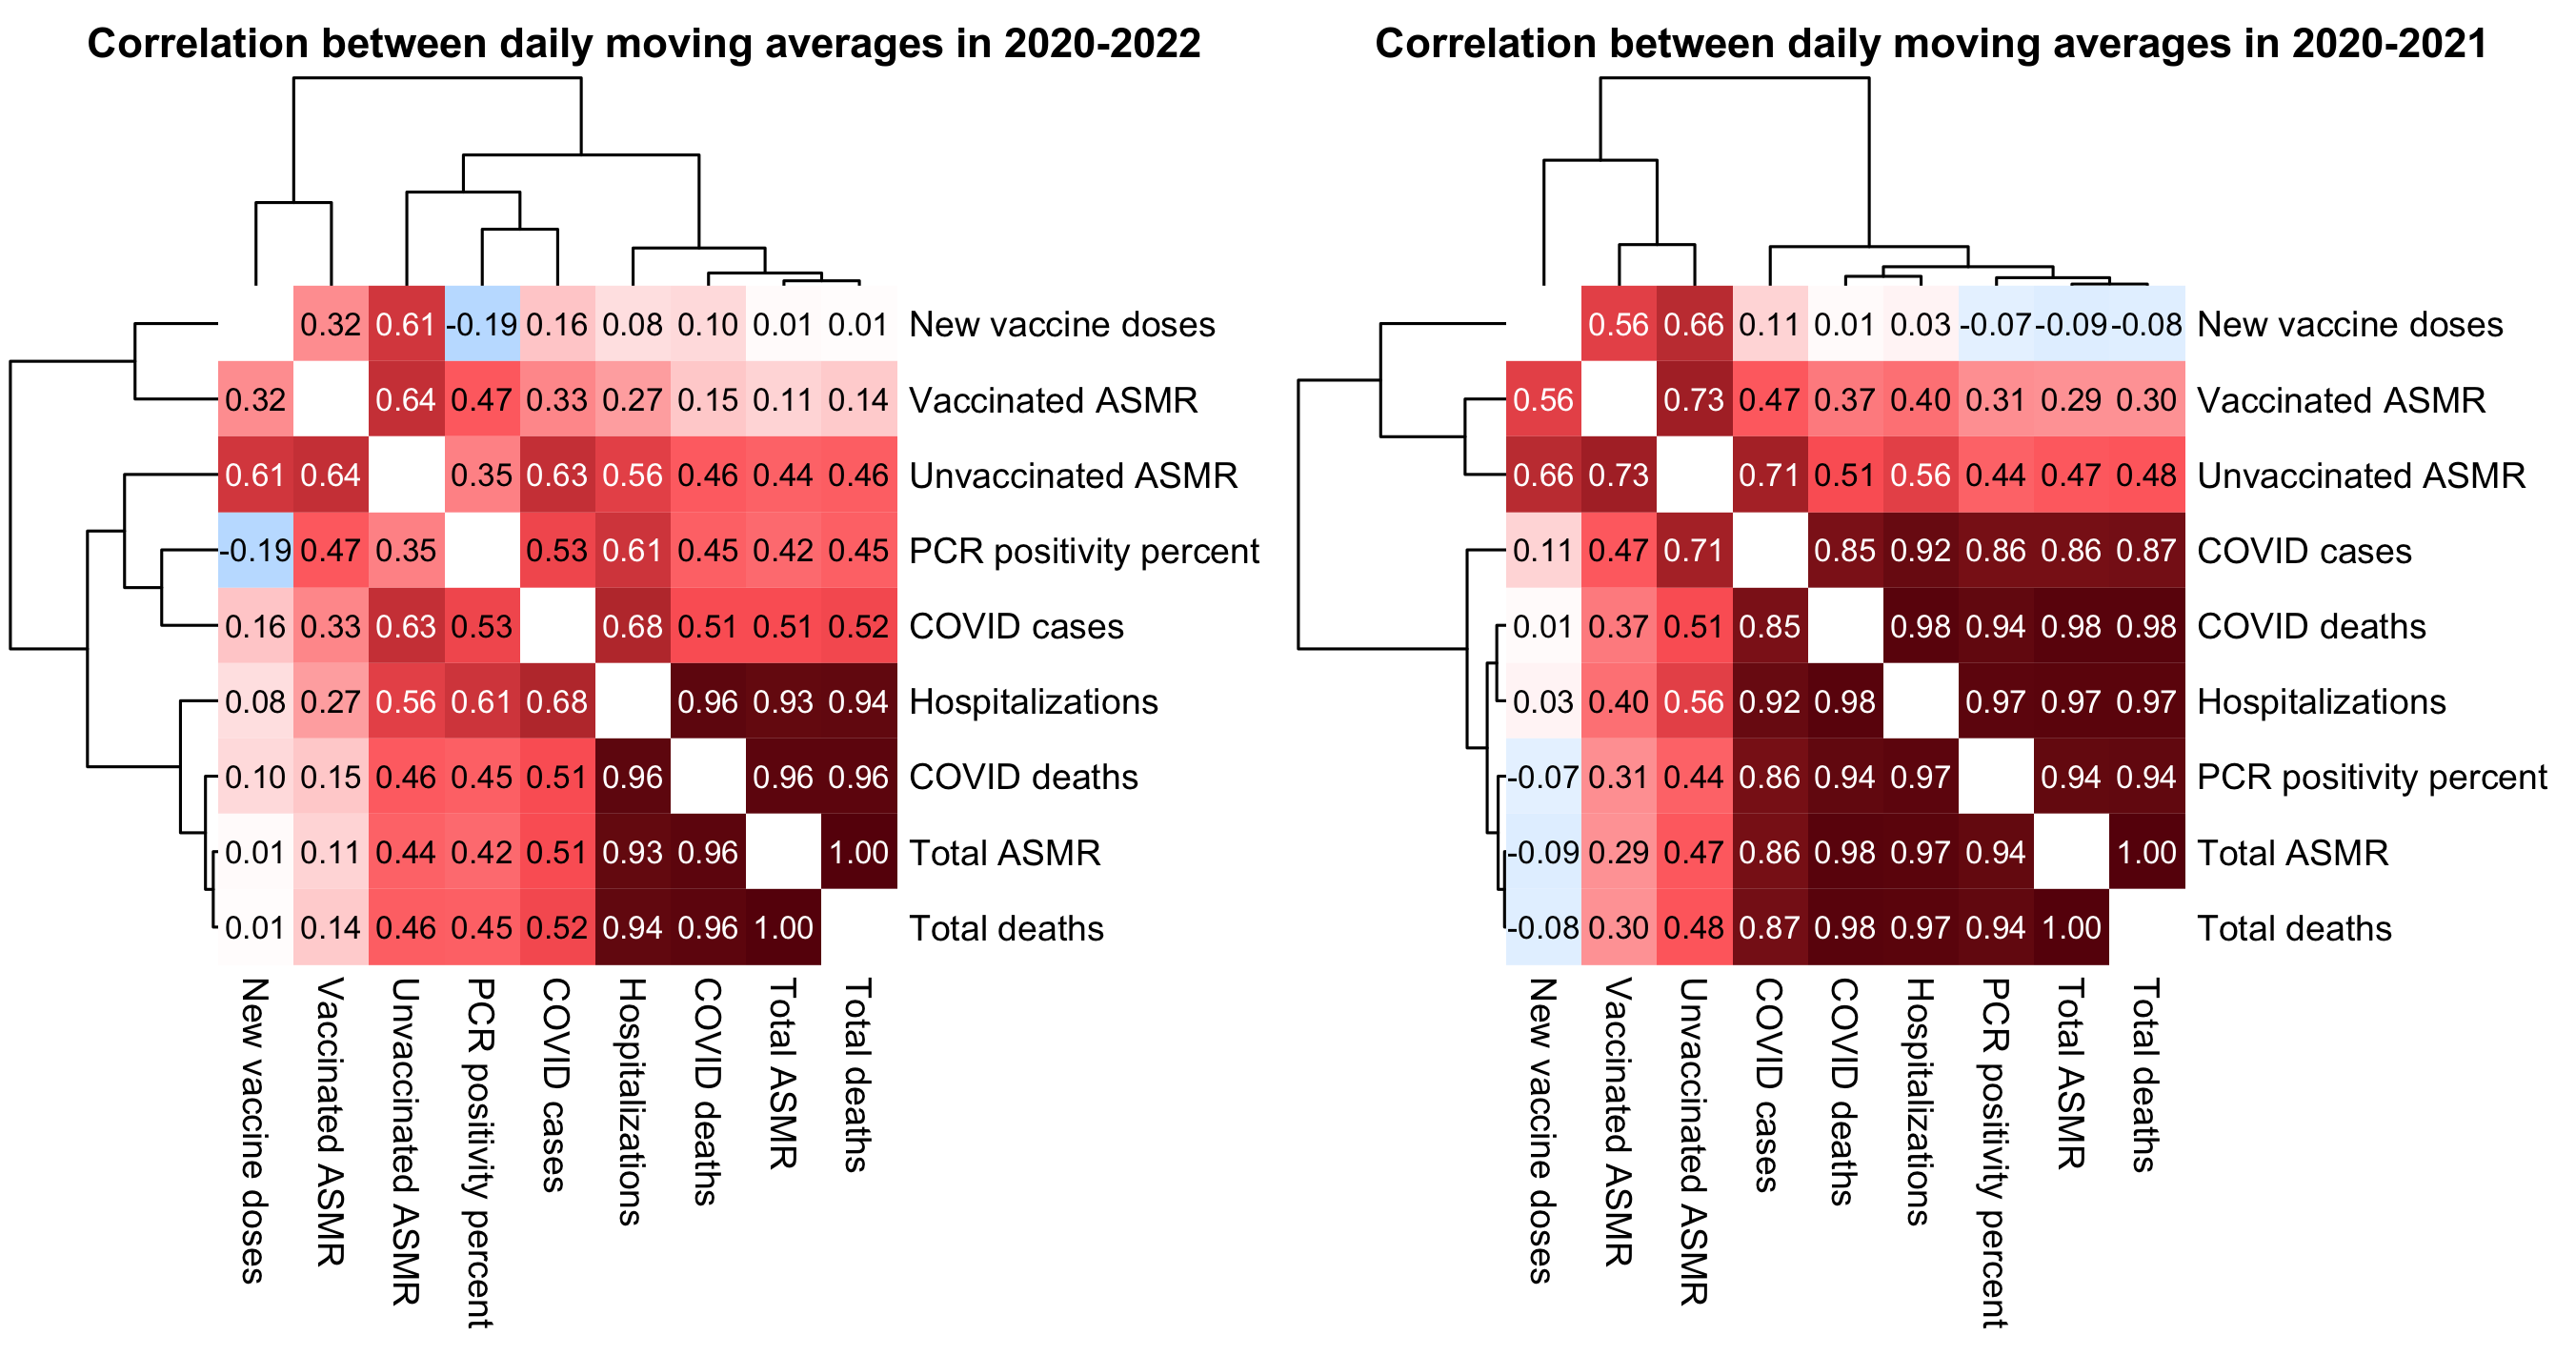 Correlation between daily moving averages in 2020-2022
0.32 0.61 -0.19 0.16 0.08 0.10 0.01 0.01 New vaccine doses
0.32 0.64 0.47 0.33 0.27 0.15 0.11 0.14 Vaccinated ASMR
0.61 0.64 0.35 0.63 0.56 0.46 0.44 0.46 Unvaccinated ASMR
-0.19 0.47 0.35 0.53 0.61 0.45 0.42 0.45 PCR positivity percent
0.16 0.33 0.63 0.53 0.68 0.51 0.51 0.52 COVID cases
0.08 0.27 0.56 0.61 0.68 0.96 0.93 0.94 Hospitalizations
0.10 0.15 0.46 0.45 0.51 0.96 0.96 0.96 COVID deaths
0.01 0.11 0.44 0.42 0.51 0.93 0.96 1.00 Total ASMR
0.01 0.14 0.46 0.45 0.52 0.94 0.96 1.00 Total deaths
New vaccine doses
Vaccinated ASMR
Unvaccinated ASMR
PCR positivity percent
COVID cases
Hospitalizations
COVID deaths
Total ASMR
Total deaths
Correlation between daily moving averages in 2020-2021
0.56 0.66 0.11 0.01 0.03 -0.07 -0.09 -0.08 New vaccine doses
0.56 0.73 0.47 0.37 0.40 0.31 0.29 0.30 Vaccinated ASMR
0.66 0.73 0.71 0.51 0.56 0.44 0.47 0.48 Unvaccinated ASMR
0.11 0.47 0.71 0.85 0.92 0.86 0.86 0.87 COVID cases
0.01 0.37 0.51 0.85 0.98 0.94 0.98 0.98 COVID deaths
0.03 0.40 0.56 0.92 0.98 0.97 0.97 0.97 Hospitalizations
-0.07 0.31 0.44 0.86 0.94 0.97 0.94 0.94 PCR positivity percent
-0.09 0.29 0.47 0.86 0.98 0.97 0.94 1.00 Total ASMR
-0.08 0.30 0.48 0.87 0.98 0.97 0.94 1.00 Total deaths
New vaccine doses
Vaccinated ASMR
Unvaccinated ASMR
COVID cases
COVID deaths
Hospitalizations
PCR positivity percent
Total ASMR
Total deaths